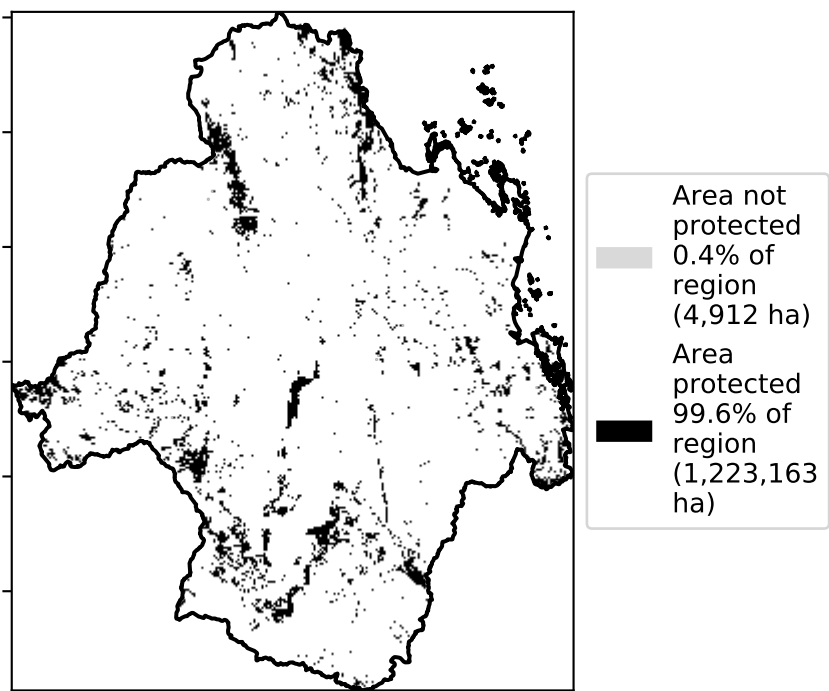 Area not
protected
0.4% of
region
(4,912 ha)
Area
protected
99.6% of
region
(1,223,163
ha)